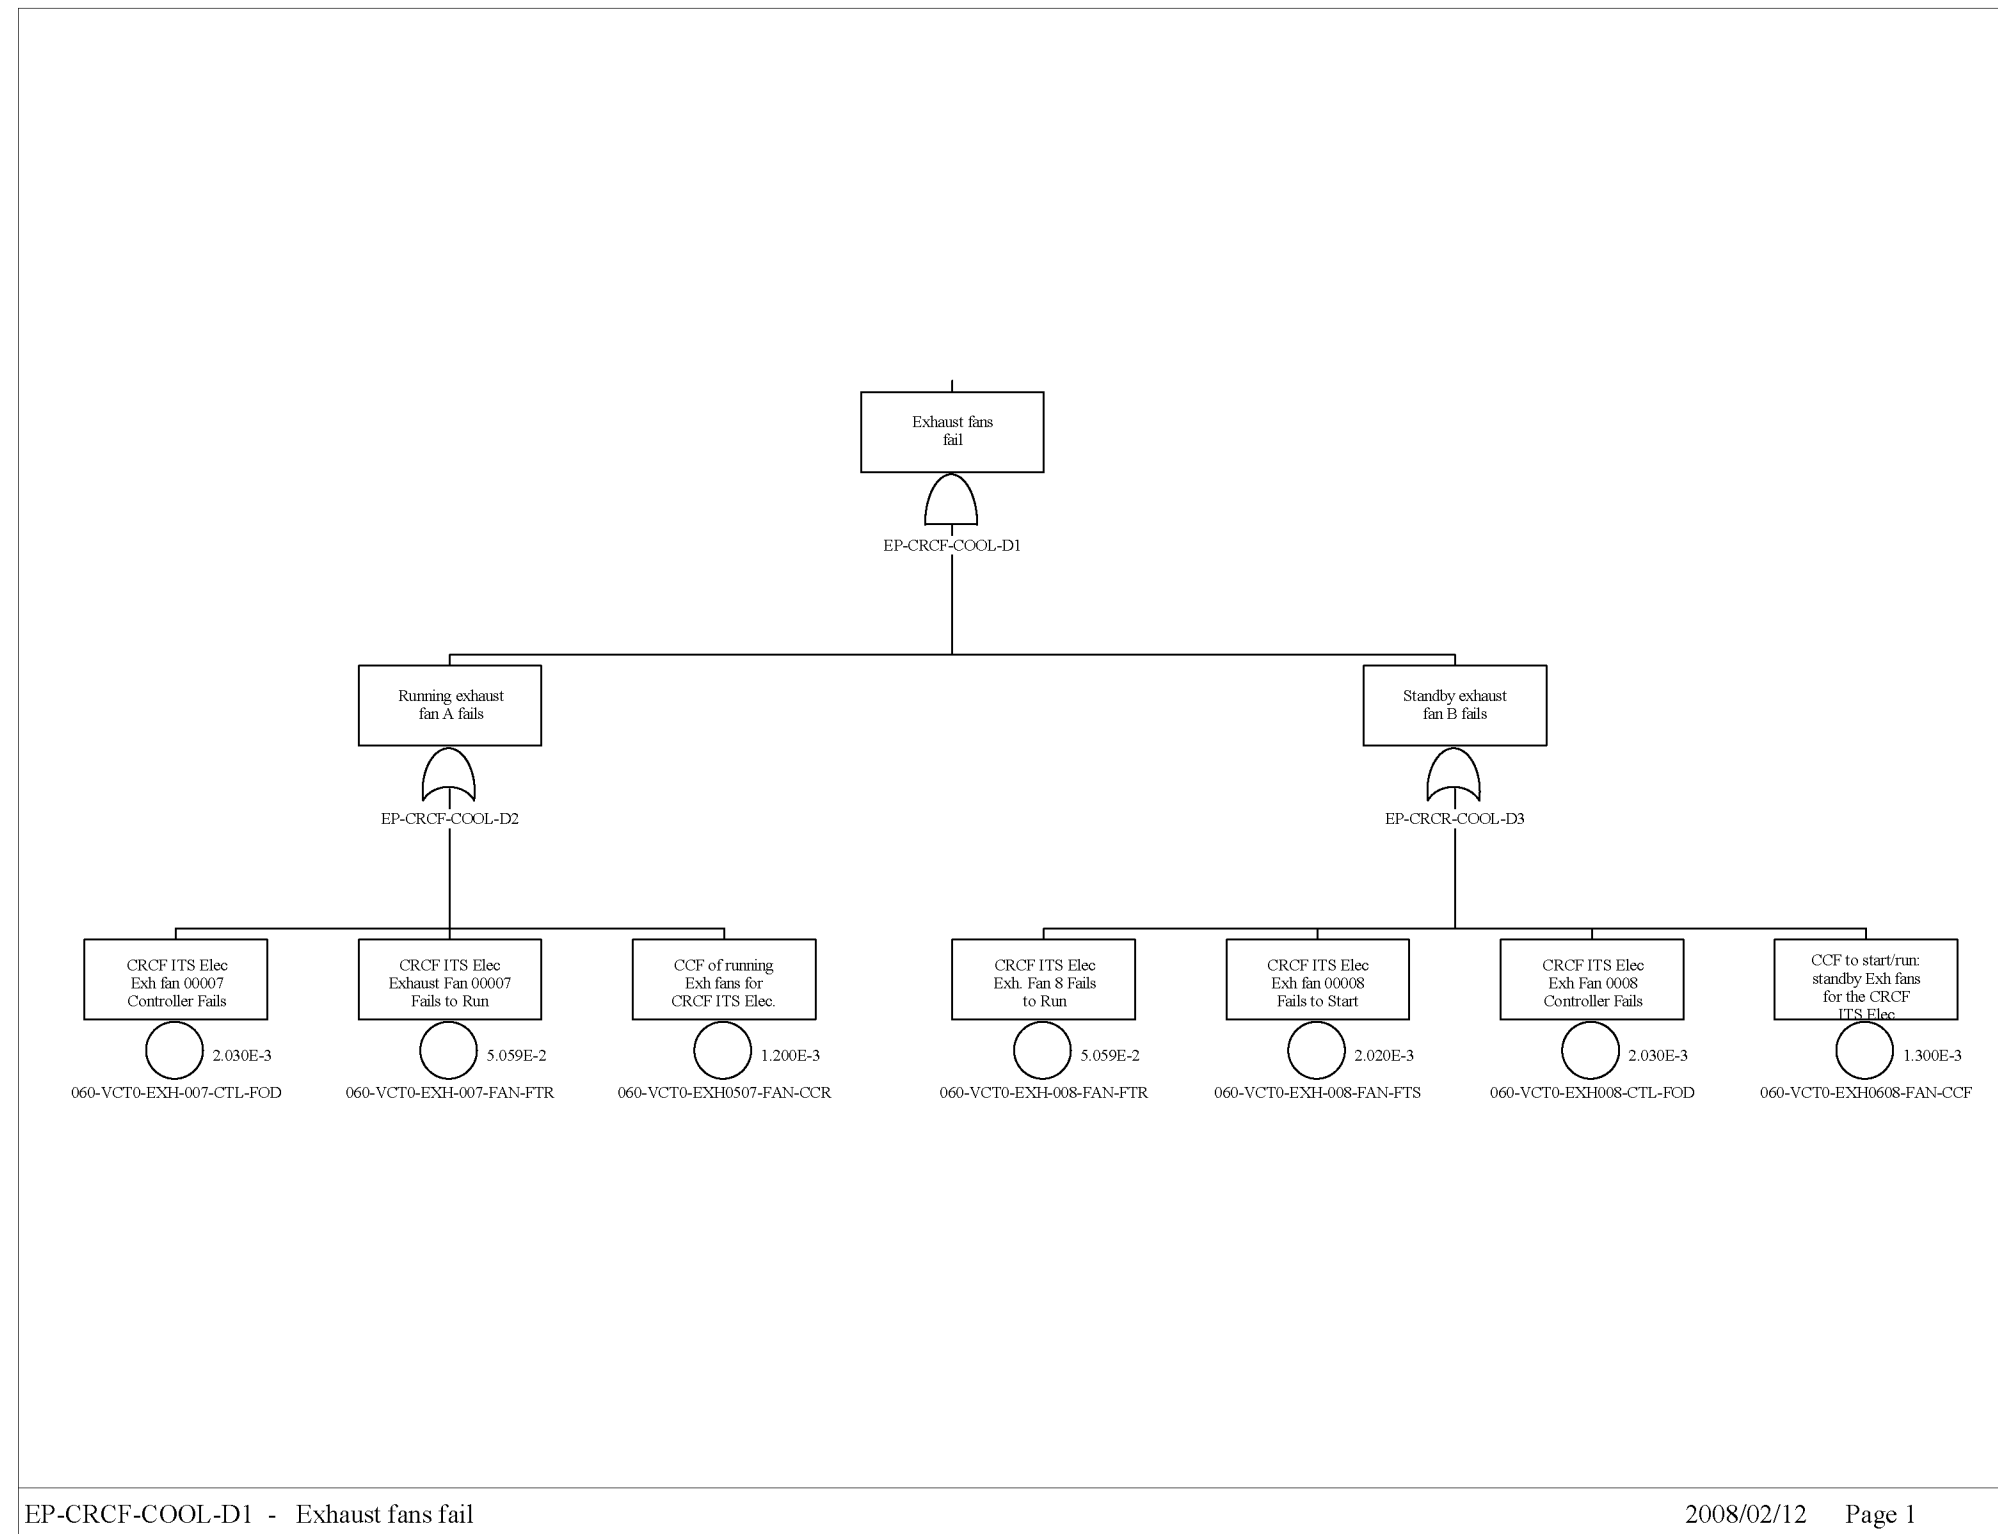 Exhaust fans
fail
EP-CRCF-COOL-D1
Running exhaust
fan A fails
EP-CRCF-COOL-D2
Standby exhaust
fan B fails
EP-CRCR-COOL-D3
CRCF ITS Elec
Exh fan 00007
Controller Fails
2.030E-3
060-VCT0-EXH-007-CTL-FOD
CRCF ITS Elec
Exhaust Fan 00007
Fails to Run
5.059E-2
060-VCT0-EXH-007-FAN-FTR
CCF of running
Exh fans for
CRCF ITS Elec.
1.200E-3
060-VCT0-EXH0507-FAN-CCR
CRCF ITS Elec
Exh. Fan 8 Fails
to Run
5.059E-2
060-VCT0-EXH-008-FAN-FTR
CRCF ITS Elec
Exh fan 00008
Fails to Start
2.020E-3
060-VCT0-EXH-008-FAN-FTS
CRCF ITS Elec
Exh Fan 0008
Controller Fails
2.030E-3
060-VCT0-EXH008-CTL-FOD
CCF to start/run:
standby Exh fans
for the CRCF
ITS Elec
1.300E-3
060-VCT0-EXH0608-FAN-CCF
EP-CRCF-COOL-D1 - Exhaust fans fail
2008/02/12 Page 1